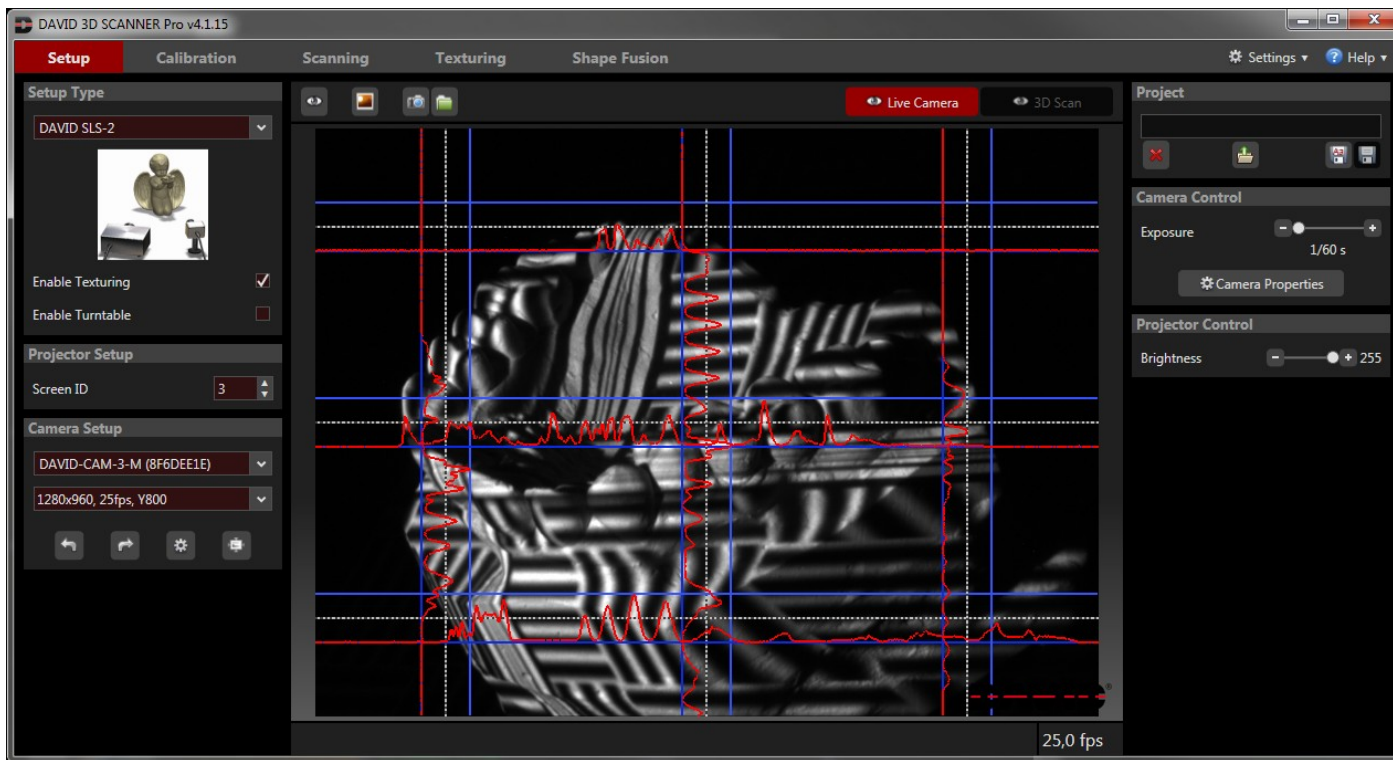 DAVID 3D SCANNER Pro v4.1.15
Setup
Calibration
Scanning
Texturing
Shape Fusion
Settings
Help
Setup Type
DAVID SLS-2
Enable Texturing
Enable Turntable
Projector Setup
Screen ID
3
Camera Setup
DAVID-CAM-3-M (8F6DEE1E)
1280x960, 25fps, Y800
Live Camera
3D Scan
25,0 fps
Project
Camera Control
Exposure
1/60 s
Camera Properties
Projector Control
Brightness
255